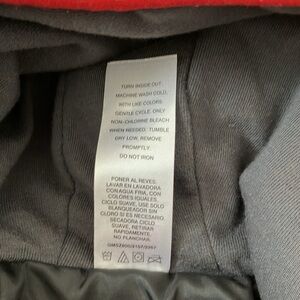 TURN INSIDE OUT.
MACHINE WASH COLD,
WITH LIKE COLORS.
GENTLE CYCLE. ONLY
NON-CHLORINE BLEACH
WHEN NEEDED. TUMBLE
DRY LOW, REMOVE
PROMPTLY.
DO NOT IRON
PONER AL REVES.
LAVAR EN LAVADORA
CON AGUA FRIA, CON
COLORES IGUALES,
CICLO SUAVE, USE SOLO
BLANQUEADOR SIN
CLORO SI ES NECESARIO.
SECADORA CICLO
SUAVE, RETIRAR
RAPIDAMENTE.
NO PLANCHAR.